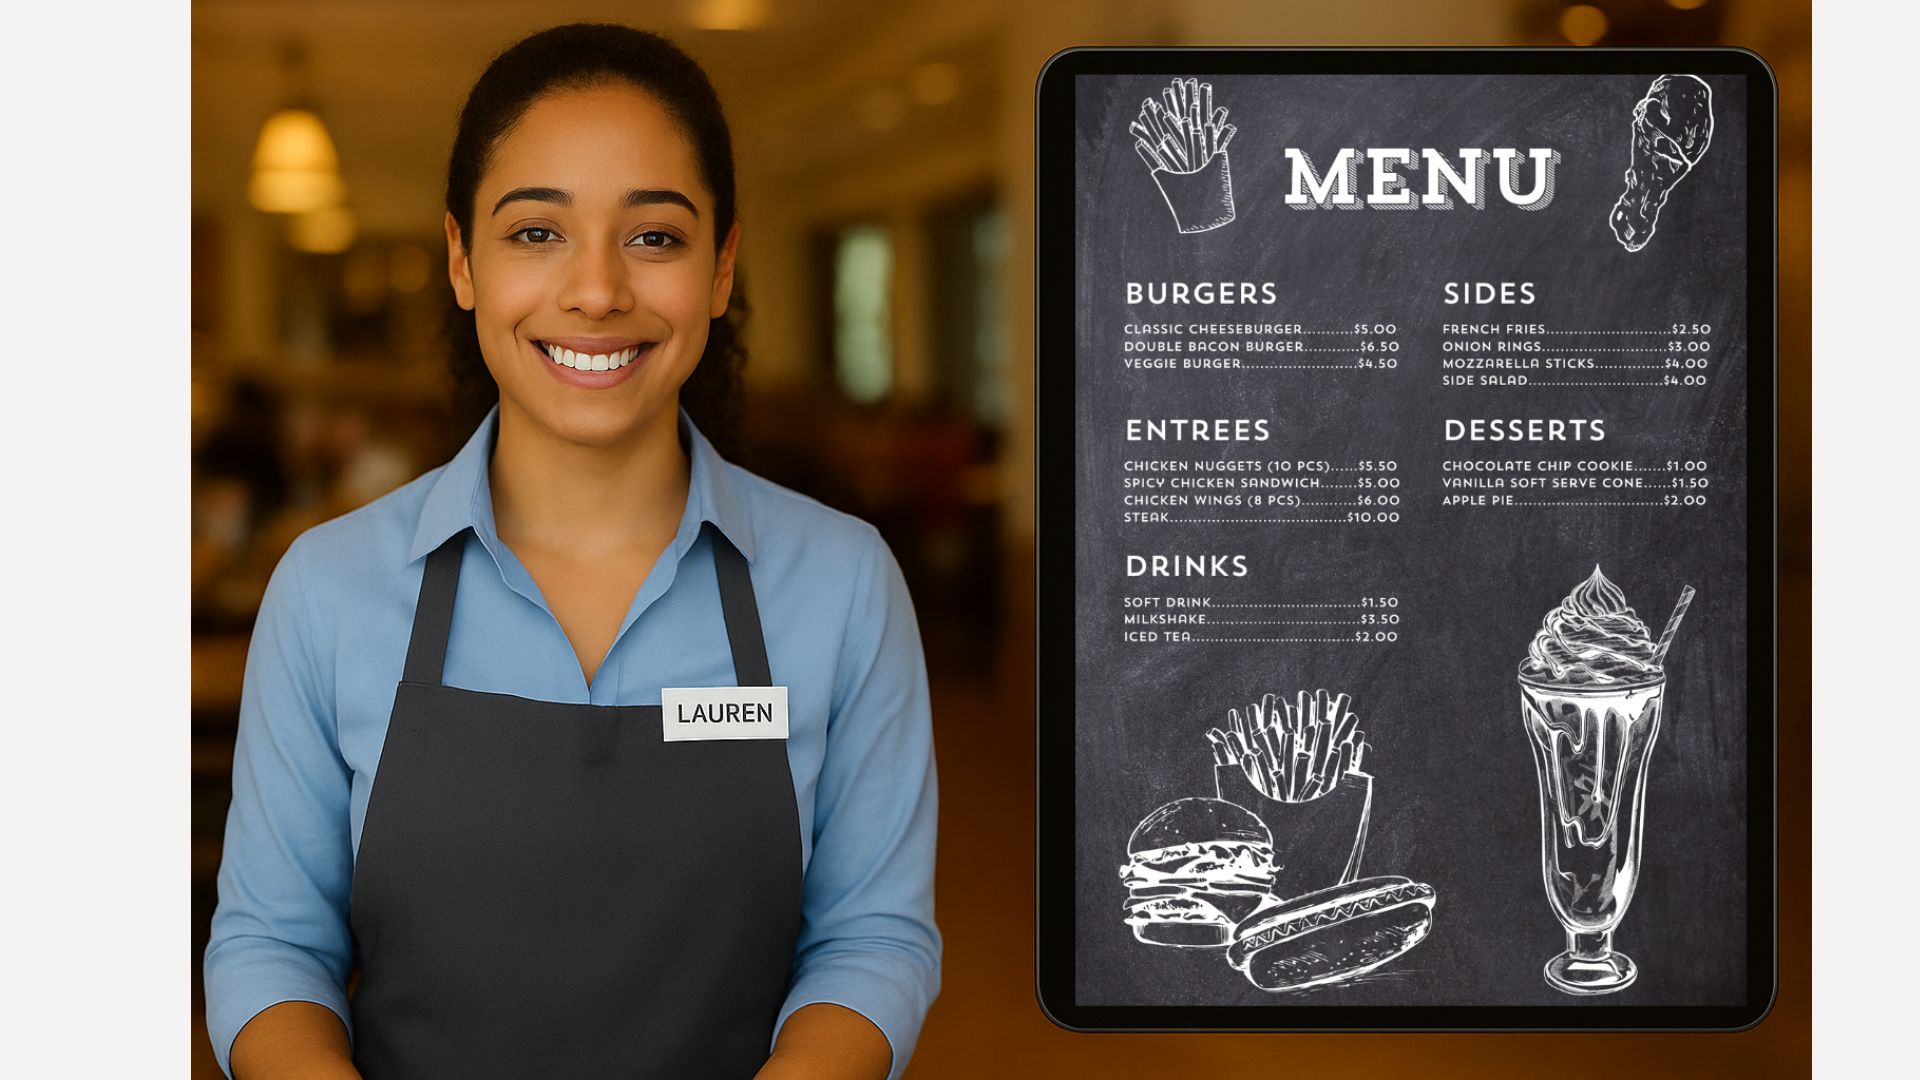 LAUREN
MENU
BURGERS
CLASSIC CHEESEBURGER...........$5.00
DOUBLE BACON BURGER............$6.50
VEGGIE BURGER.........................$4.50
SIDES
FRENCH FRIES...........................$2.50
ONION RINGS...........................$3.00
MOZZARELLA STICKS...............$4.00
SIDE SALAD.............................$4.00
ENTREES
CHICKEN NUGGETS (10 PCS)......$5.50
SPICY CHICKEN SANDWICH........$5.00
CHICKEN WINGS (8 PCS)............$6.00
STEAK......................................$10.00
DESSERTS
CHOCOLATE CHIP COOKIE.......$1.00
VANILLA SOFT SERVE CONE......$1.50
APPLE PIE................................$2.00
DRINKS
SOFT DRINK................................$1.50
MILKSHAKE.................................$3.50
ICED TEA...................................$2.00